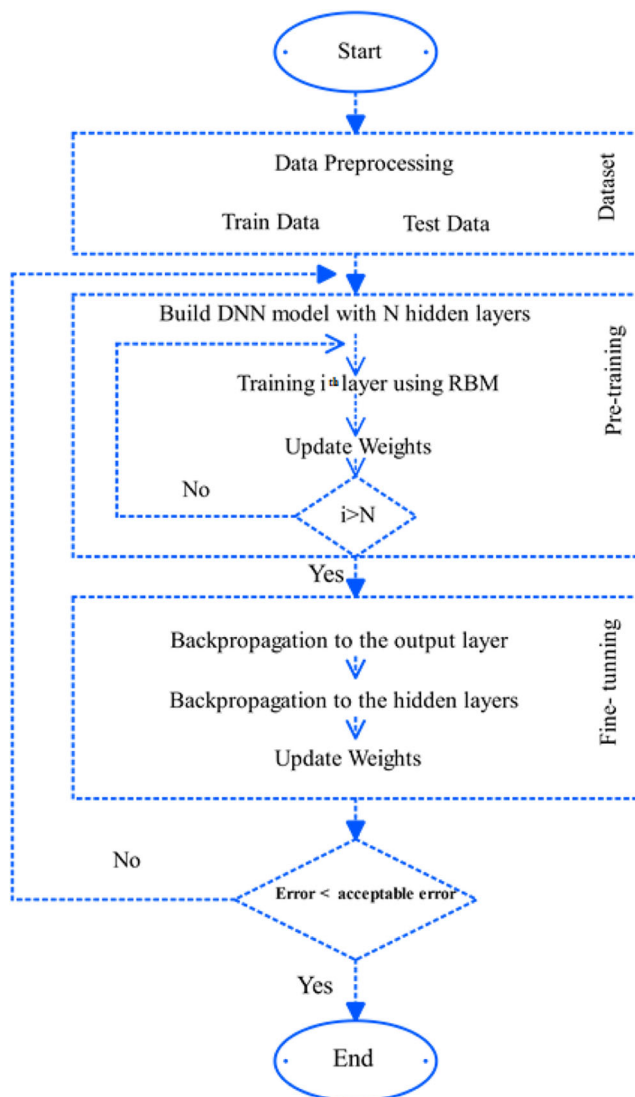 Start
Data Preprocessing
Dataset
Train Data
Test Data
Build DNN model with N hidden layers
Pre-training
Training i th layer using RBM
Update Weights
No
i>N
Yes
Backpropagation to the output layer
Fine- tunning
Backpropagation to the hidden layers
Update Weights
No
Error < acceptable error
Yes
End